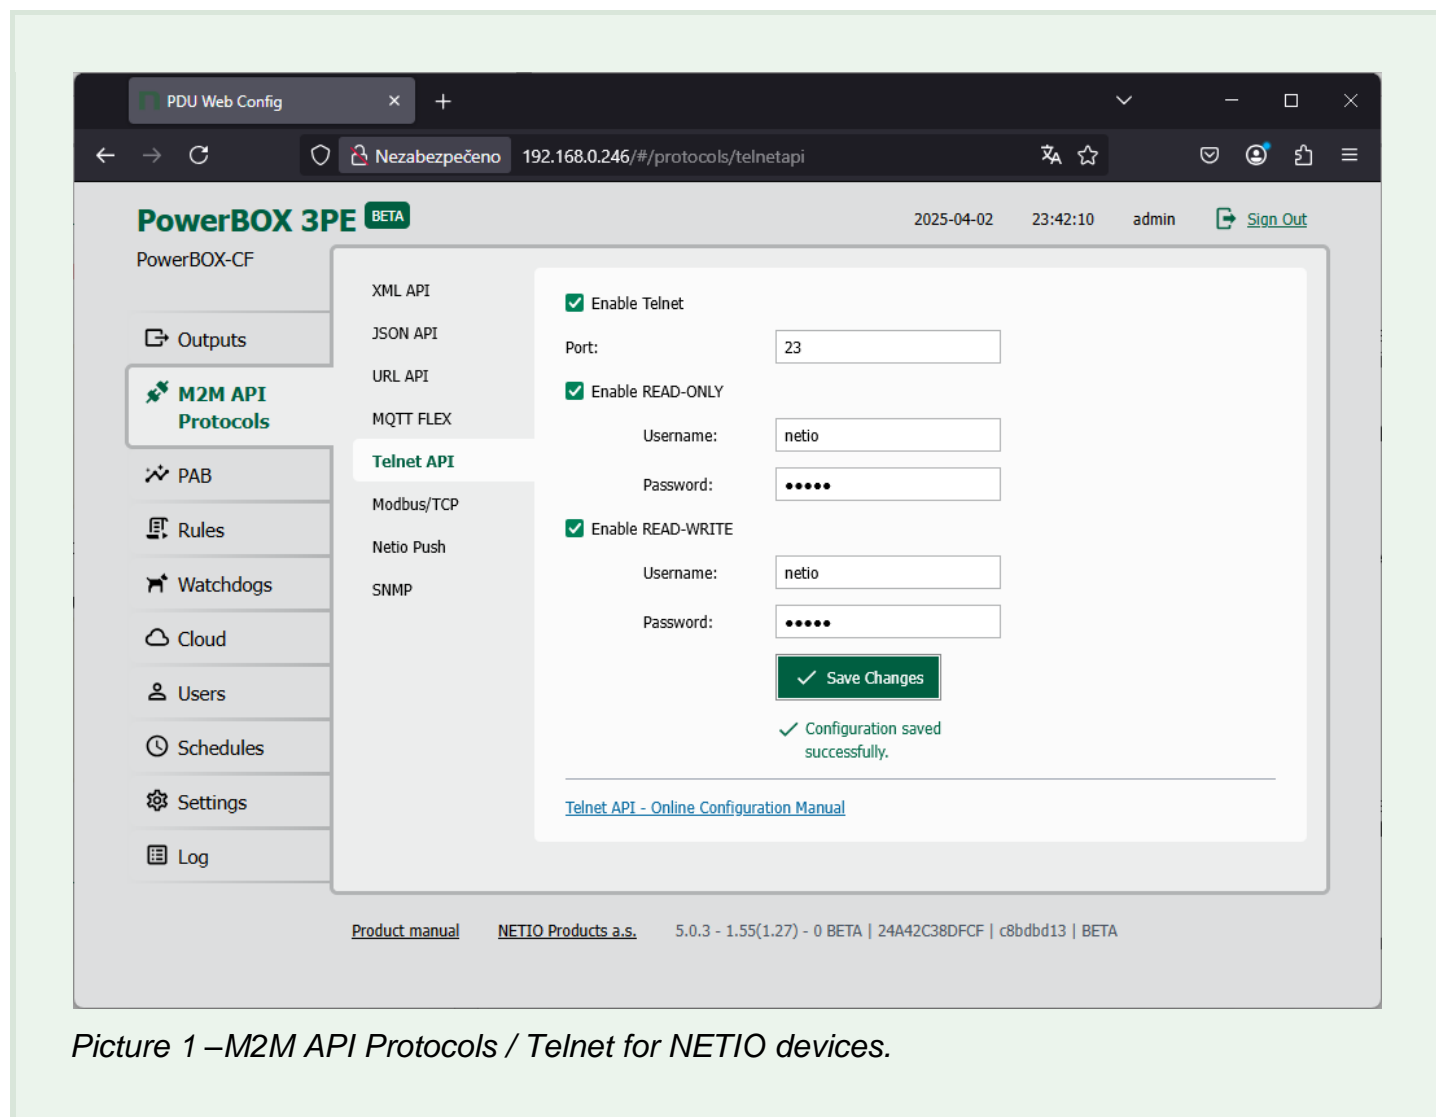 PDU Web Config
Nezabezpečeno 192.168.0.246/#/protocols/telnetapi
PowerBOX 3PE BETA
2025-04-02 23:42:10 admin Sign Out
PowerBOX-CF
Outputs
M2M API
Protocols
PAB
Rules
Watchdogs
Cloud
Users
Schedules
Settings
Log
XML API
JSON API
URL API
MQTT FLEX
Telnet API
Modbus/TCP
Netio Push
SNMP
Enable Telnet
Port: 23
Enable READ-ONLY
Username: netio
Password: •••••
Enable READ-WRITE
Username: netio
Password: •••••
Save Changes
Configuration saved
successfully.
Telnet API - Online Configuration Manual
Product manual NETIO Products a.s. 5.0.3 - 1.55(1.27) - 0 BETA | 24A42C38DFCF | c8bdbd13 | BETA
Picture 1 –M2M API Protocols / Telnet for NETIO devices.